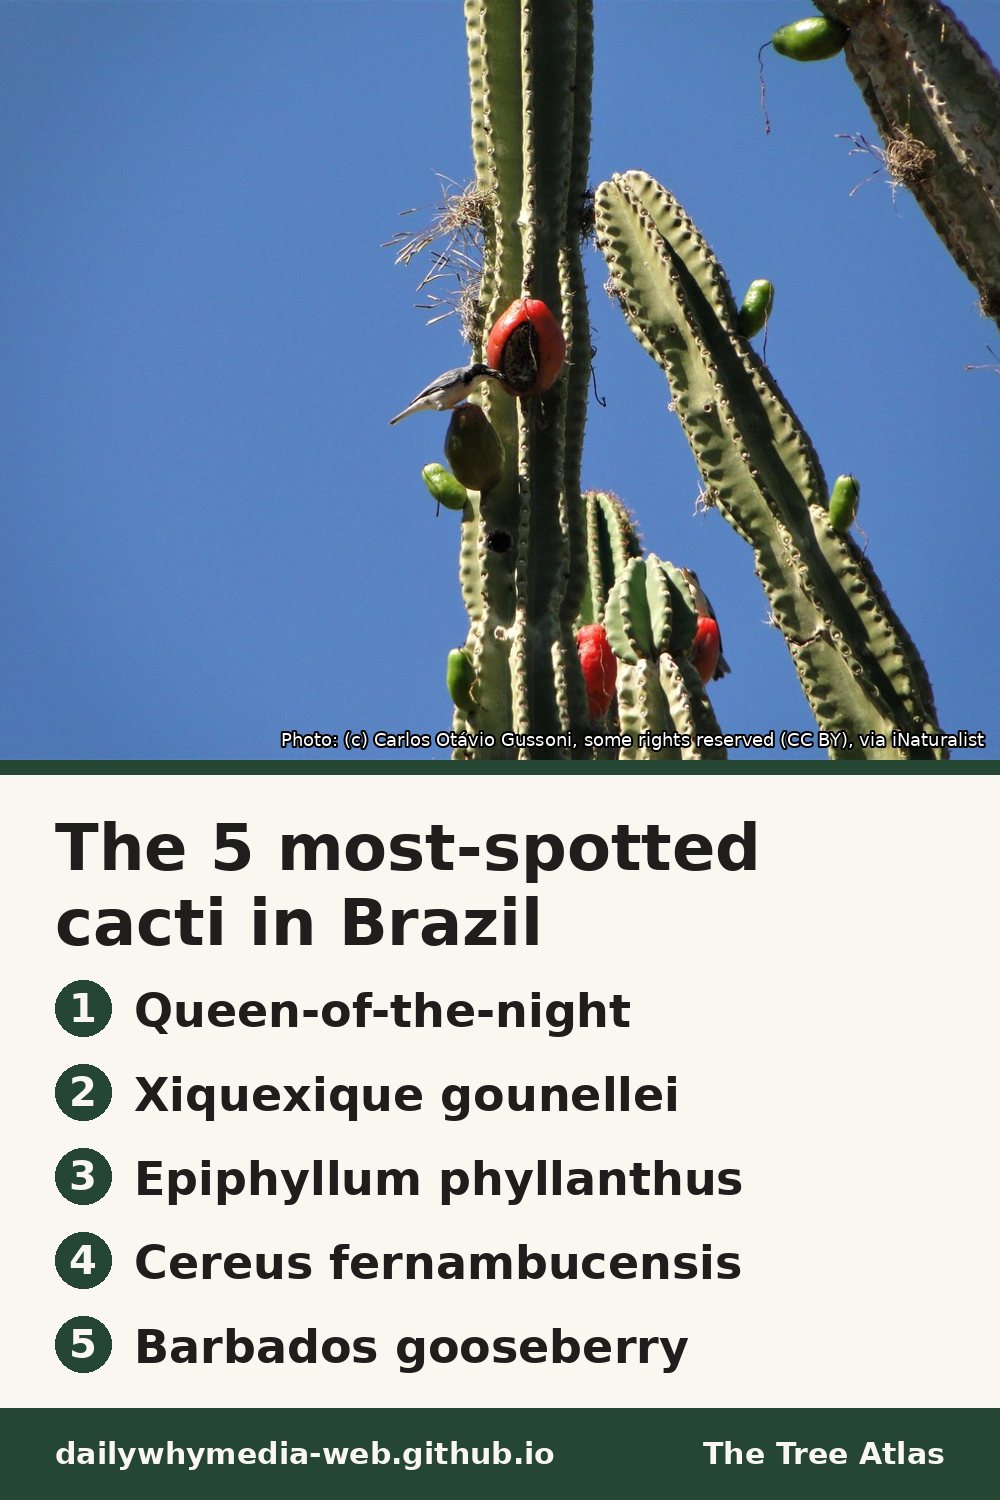 Photo: (c) Carlos Otávio Gussoni, some rights reserved (CC BY), via iNaturalist
The 5 most-spotted
cacti in Brazil
1 Queen-of-the-night
2 Xiquexique gounellei
3 Epiphyllum phyllanthus
4 Cereus fernambucensis
5 Barbados gooseberry
dailywhymedia-web.github.io The Tree Atlas